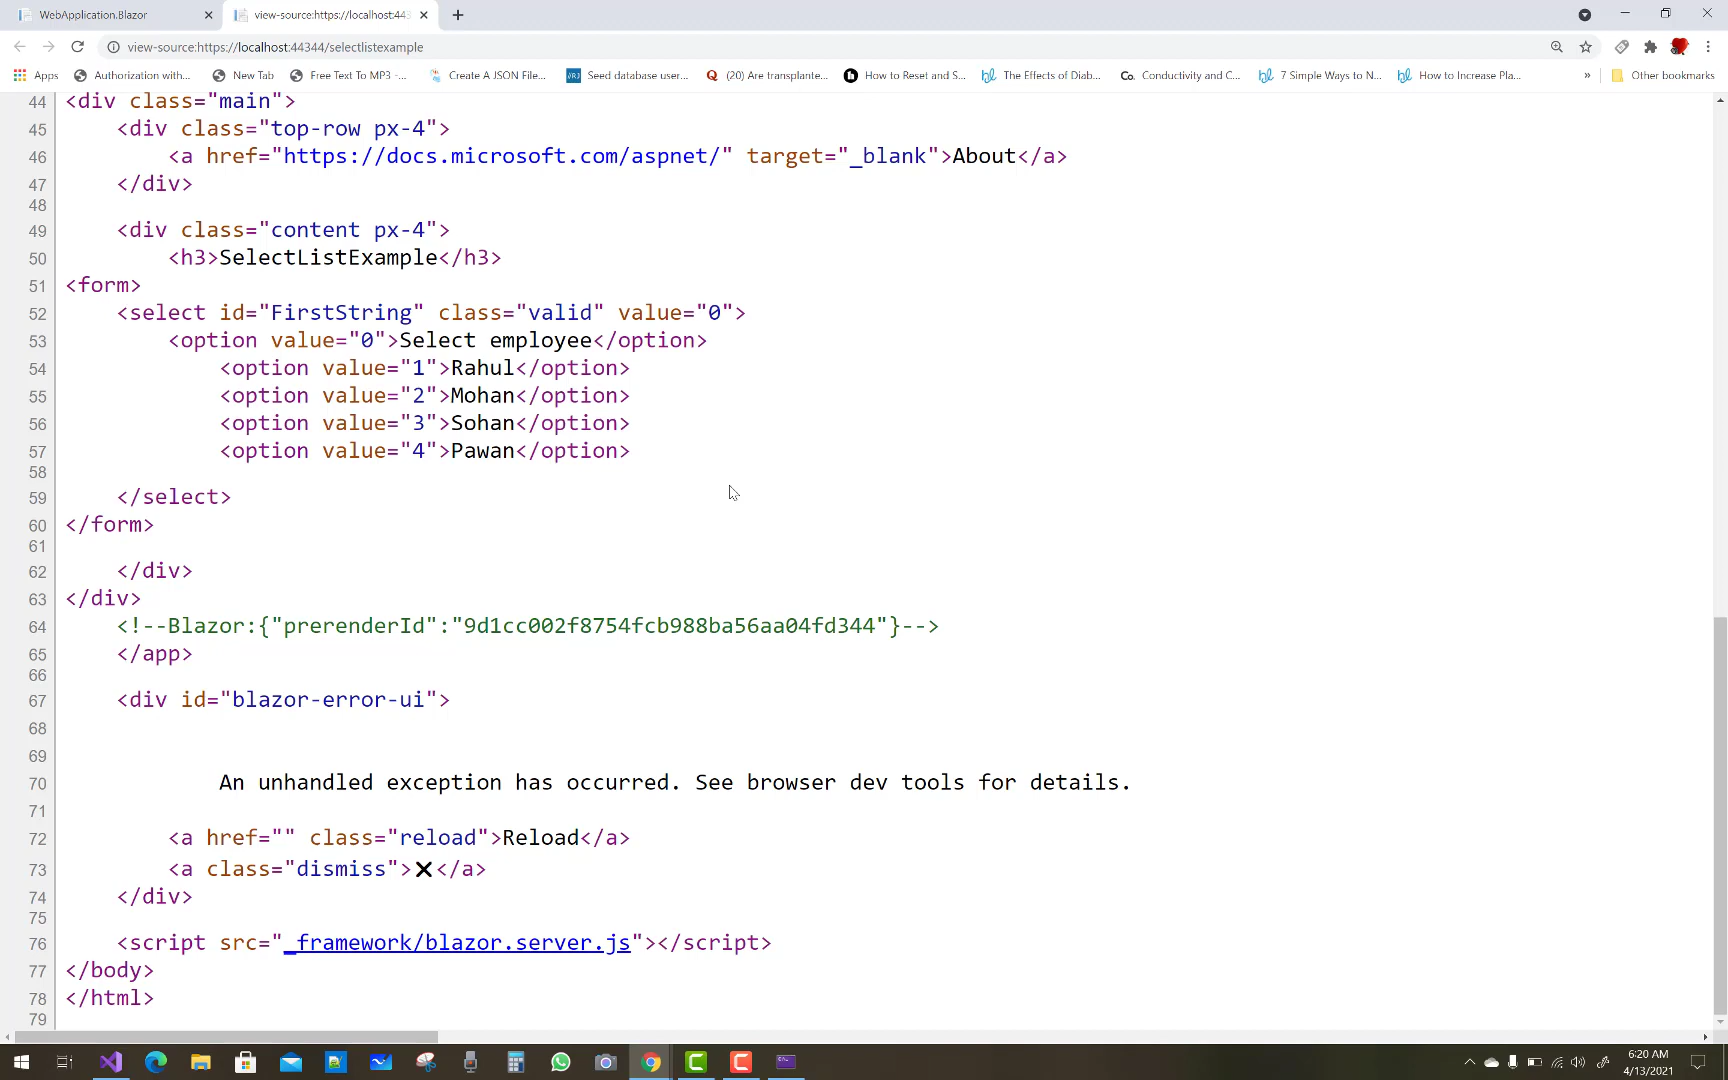 WebApplication.Blazor
view-source:https://localhost:443
view-source:https://localhost:44344/selectlistexample
Apps Authorization with... New Tab Free Text To MP3 -... Create A JSON File... Seed database user... (20) Are transplante... How to Reset and S... The Effects of Diab... Conductivity and C... 7 Simple Ways to N... How to Increase Pla... » Other bookmarks
44 <div class="main">
45 <div class="top-row px-4">
46 <a href="https://docs.microsoft.com/aspnet/" target="_blank">About</a>
47 </div>
48
49 <div class="content px-4">
50 <h3>SelectListExample</h3>
51 <form>
52 <select id="FirstString" class="valid" value="0">
53 <option value="0">Select employee</option>
54 <option value="1">Rahul</option>
55 <option value="2">Mohan</option>
56 <option value="3">Sohan</option>
57 <option value="4">Pawan</option>
58
59 </select>
60 </form>
61
62 </div>
63 </div>
64 <!--Blazor:{"prerenderId":"9d1cc002f8754fcb988ba56aa04fd344"}-->
65 </app>
66
67 <div id="blazor-error-ui">
68
69
70 An unhandled exception has occurred. See browser dev tools for details.
71
72 <a href="" class="reload">Reload</a>
73 <a class="dismiss">🗙</a>
74 </div>
75
76 <script src="_framework/blazor.server.js"></script>
77 </body>
78 </html>
79
6:20 AM
4/13/2021